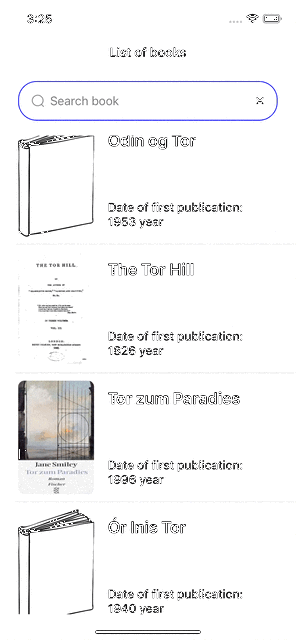 3:25
List of books
Search book
Odin og Tor
Date of first publication:
1953 year
THE TOR HILL.
The Tor Hill
Date of first publication:
1826 year
Tor zum Paradies
Jane Smiley
Tor zum Paradies
Roman
Fischer
Date of first publication:
1996 year
Ór Inis Tor
Date of first publication:
1940 year